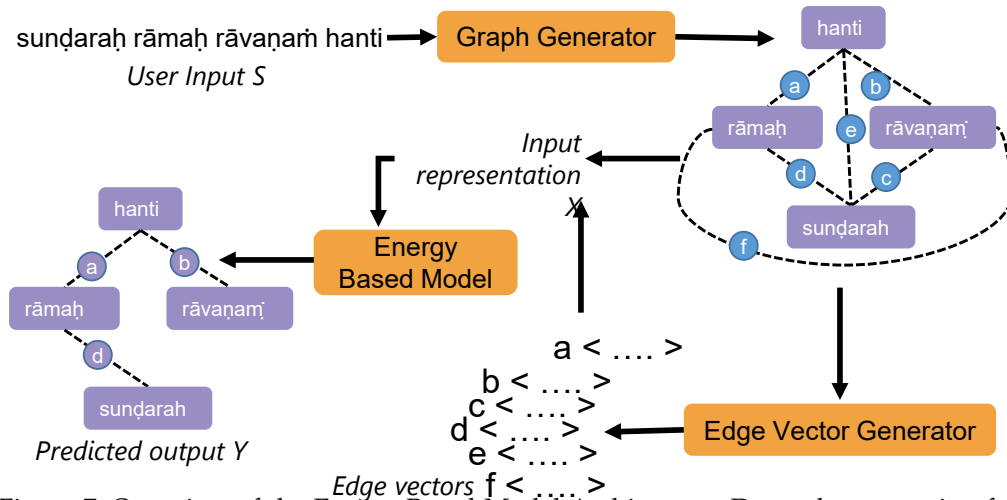 sunḍaraḥ rāmaḥ rāvaṇaṁ hanti
User Input S
Graph Generator
hanti
a
b
rāmaḥ
e
rāvaṇaṁ
d
c
sunḍarah
f
Input
representation
X
Energy
Based Model
hanti
a
b
rāmaḥ
rāvaṇaṁ
d
sunḍarah
Predicted output Y
a < .... >
b < .... >
c < .... >
d < .... >
e < .... >
Edge vectors f < .... >
Edge Vector Generator